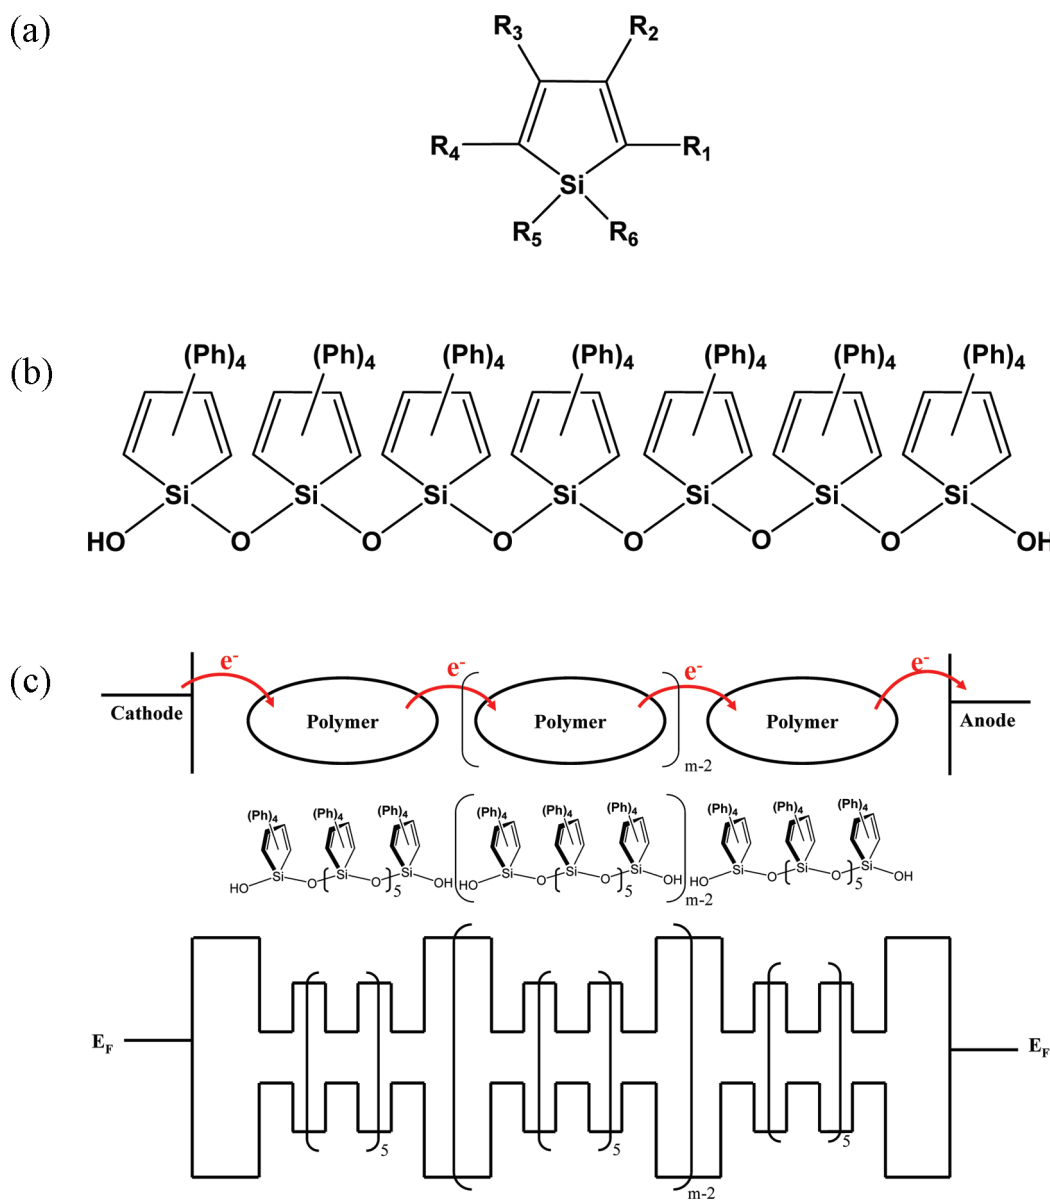 (a)
R3 R2
R4 R1
Si
R5 R6
(b)
(Ph)4 (Ph)4 (Ph)4 (Ph)4 (Ph)4 (Ph)4 (Ph)4
Si Si Si Si Si Si Si
HO O O O O O O OH
(c)
e- e- e- e-
Cathode Polymer Polymer Polymer Anode
m-2
(Ph)4 (Ph)4 (Ph)4 (Ph)4 (Ph)4 (Ph)4 (Ph)4 (Ph)4 (Ph)4
Si Si Si Si Si Si Si Si Si
HO O O 5 OH HO O O 5 OH HO O O 5 OH
m-2
EF EF
5 5 5
m-2